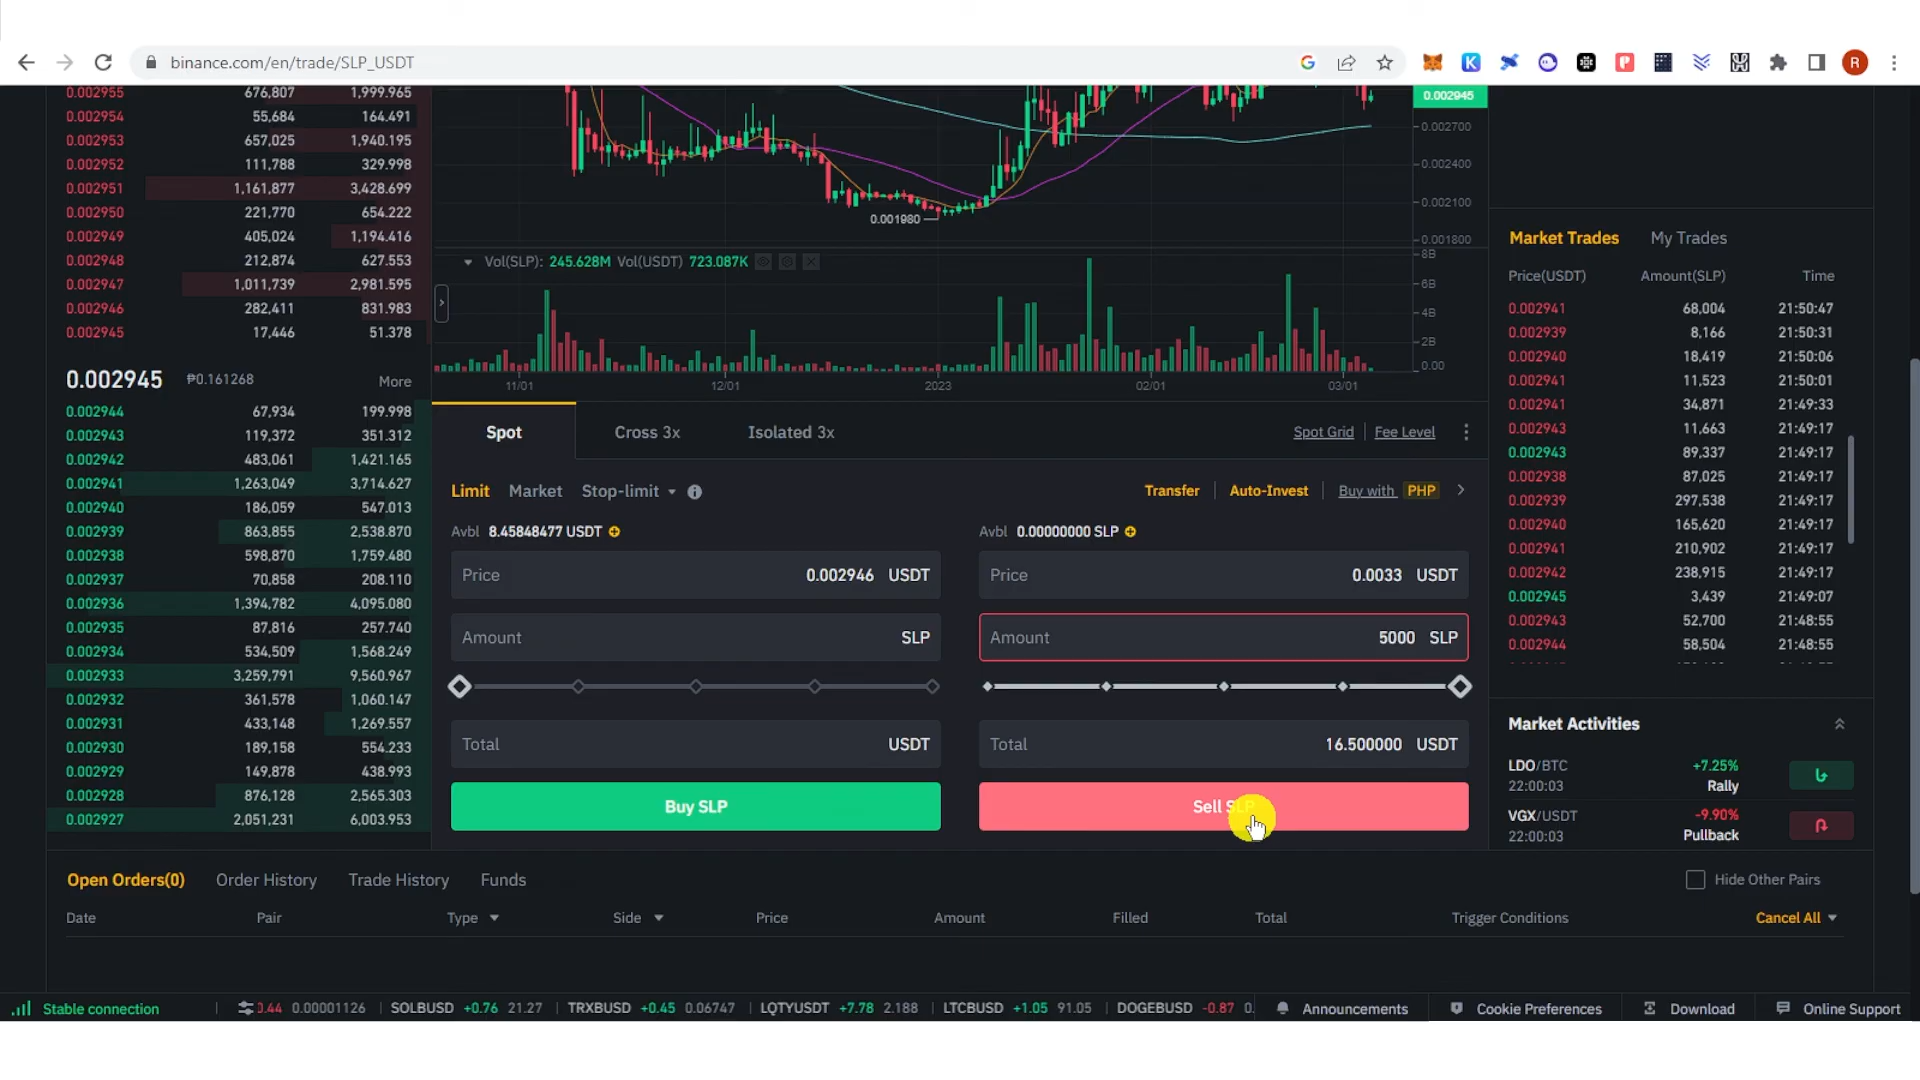 binance.com/en/trade/SLP_USDT
R
0.002955 676,807 1,999.965
0.002954 55,684 164.491
0.002953 657,025 1,940.195
0.002952 111,788 329.998
0.002951 1,161,877 3,428.699
0.002950 221,770 654.222
0.002949 405,024 1,194.416
0.002948 212,874 627.553
0.002947 1,011,739 2,981.595
0.002946 282,411 831.983
0.002945 17,446 51.378
0.002945 ₱0.161268 More
0.002944 67,934 199.998
0.002943 119,372 351.312
0.002942 483,061 1,421.165
0.002941 1,263,049 3,714.627
0.002940 186,059 547.013
0.002939 863,855 2,538.870
0.002938 598,870 1,759.480
0.002937 70,858 208.110
0.002936 1,394,782 4,095.080
0.002935 87,816 257.740
0.002934 534,509 1,568.249
0.002933 3,259,791 9,560.967
0.002932 361,578 1,060.147
0.002931 433,148 1,269.557
0.002930 189,158 554.233
0.002929 149,878 438.993
0.002928 876,128 2,565.303
0.002927 2,051,231 6,003.953
0.002945
0.002700
0.002400
0.002100
0.001800
0.001980
Vol(SLP): 245.628M Vol(USDT) 723.087K
8B
6B
4B
2B
0.00
11/01 12/01 2023 02/01 03/01
Spot Cross 3x Isolated 3x Spot Grid Fee Level
Limit Market Stop-limit Transfer Auto-Invest Buy with PHP
Avbl 8.45848477 USDT
Price 0.002946 USDT
Amount SLP
Total USDT
Buy SLP
Avbl 0.00000000 SLP
Price 0.0033 USDT
Amount 5000 SLP
Total 16.500000 USDT
Sell SLP
Market Trades My Trades
Price(USDT) Amount(SLP) Time
0.002941 68,004 21:50:47
0.002939 8,166 21:50:31
0.002940 18,419 21:50:06
0.002941 11,523 21:50:01
0.002941 34,871 21:49:33
0.002943 11,663 21:49:17
0.002943 89,337 21:49:17
0.002938 87,025 21:49:17
0.002939 297,538 21:49:17
0.002940 165,620 21:49:17
0.002941 210,902 21:49:17
0.002942 238,915 21:49:17
0.002945 3,439 21:49:07
0.002943 52,700 21:48:55
0.002944 58,504 21:48:55
Market Activities
LDO/BTC +7.25%
22:00:03 Rally
VGX/USDT -9.90%
22:00:03 Pullback
Open Orders(0) Order History Trade History Funds Hide Other Pairs
Date Pair Type Side Price Amount Filled Total Trigger Conditions Cancel All
Stable connection 0.44 0.00001126 SOLBUSD +0.76 21.27 TRXBUSD +0.45 0.06747 LQTYUSDT +7.78 2.188 LTCBUSD +1.05 91.05 DOGEBUSD -0.87 0. Announcements Cookie Preferences Download Online Support